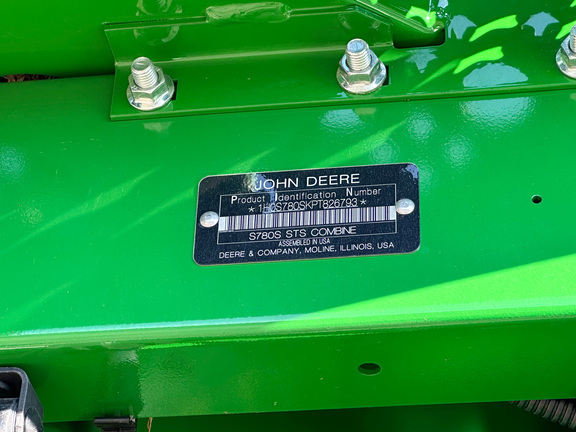 JOHN DEERE
Product Identification Number
* 1H0S780SKPT826793 *
S780S STS COMBINE
ASSEMBLED IN USA
DEERE & COMPANY, MOLINE, ILLINOIS, USA